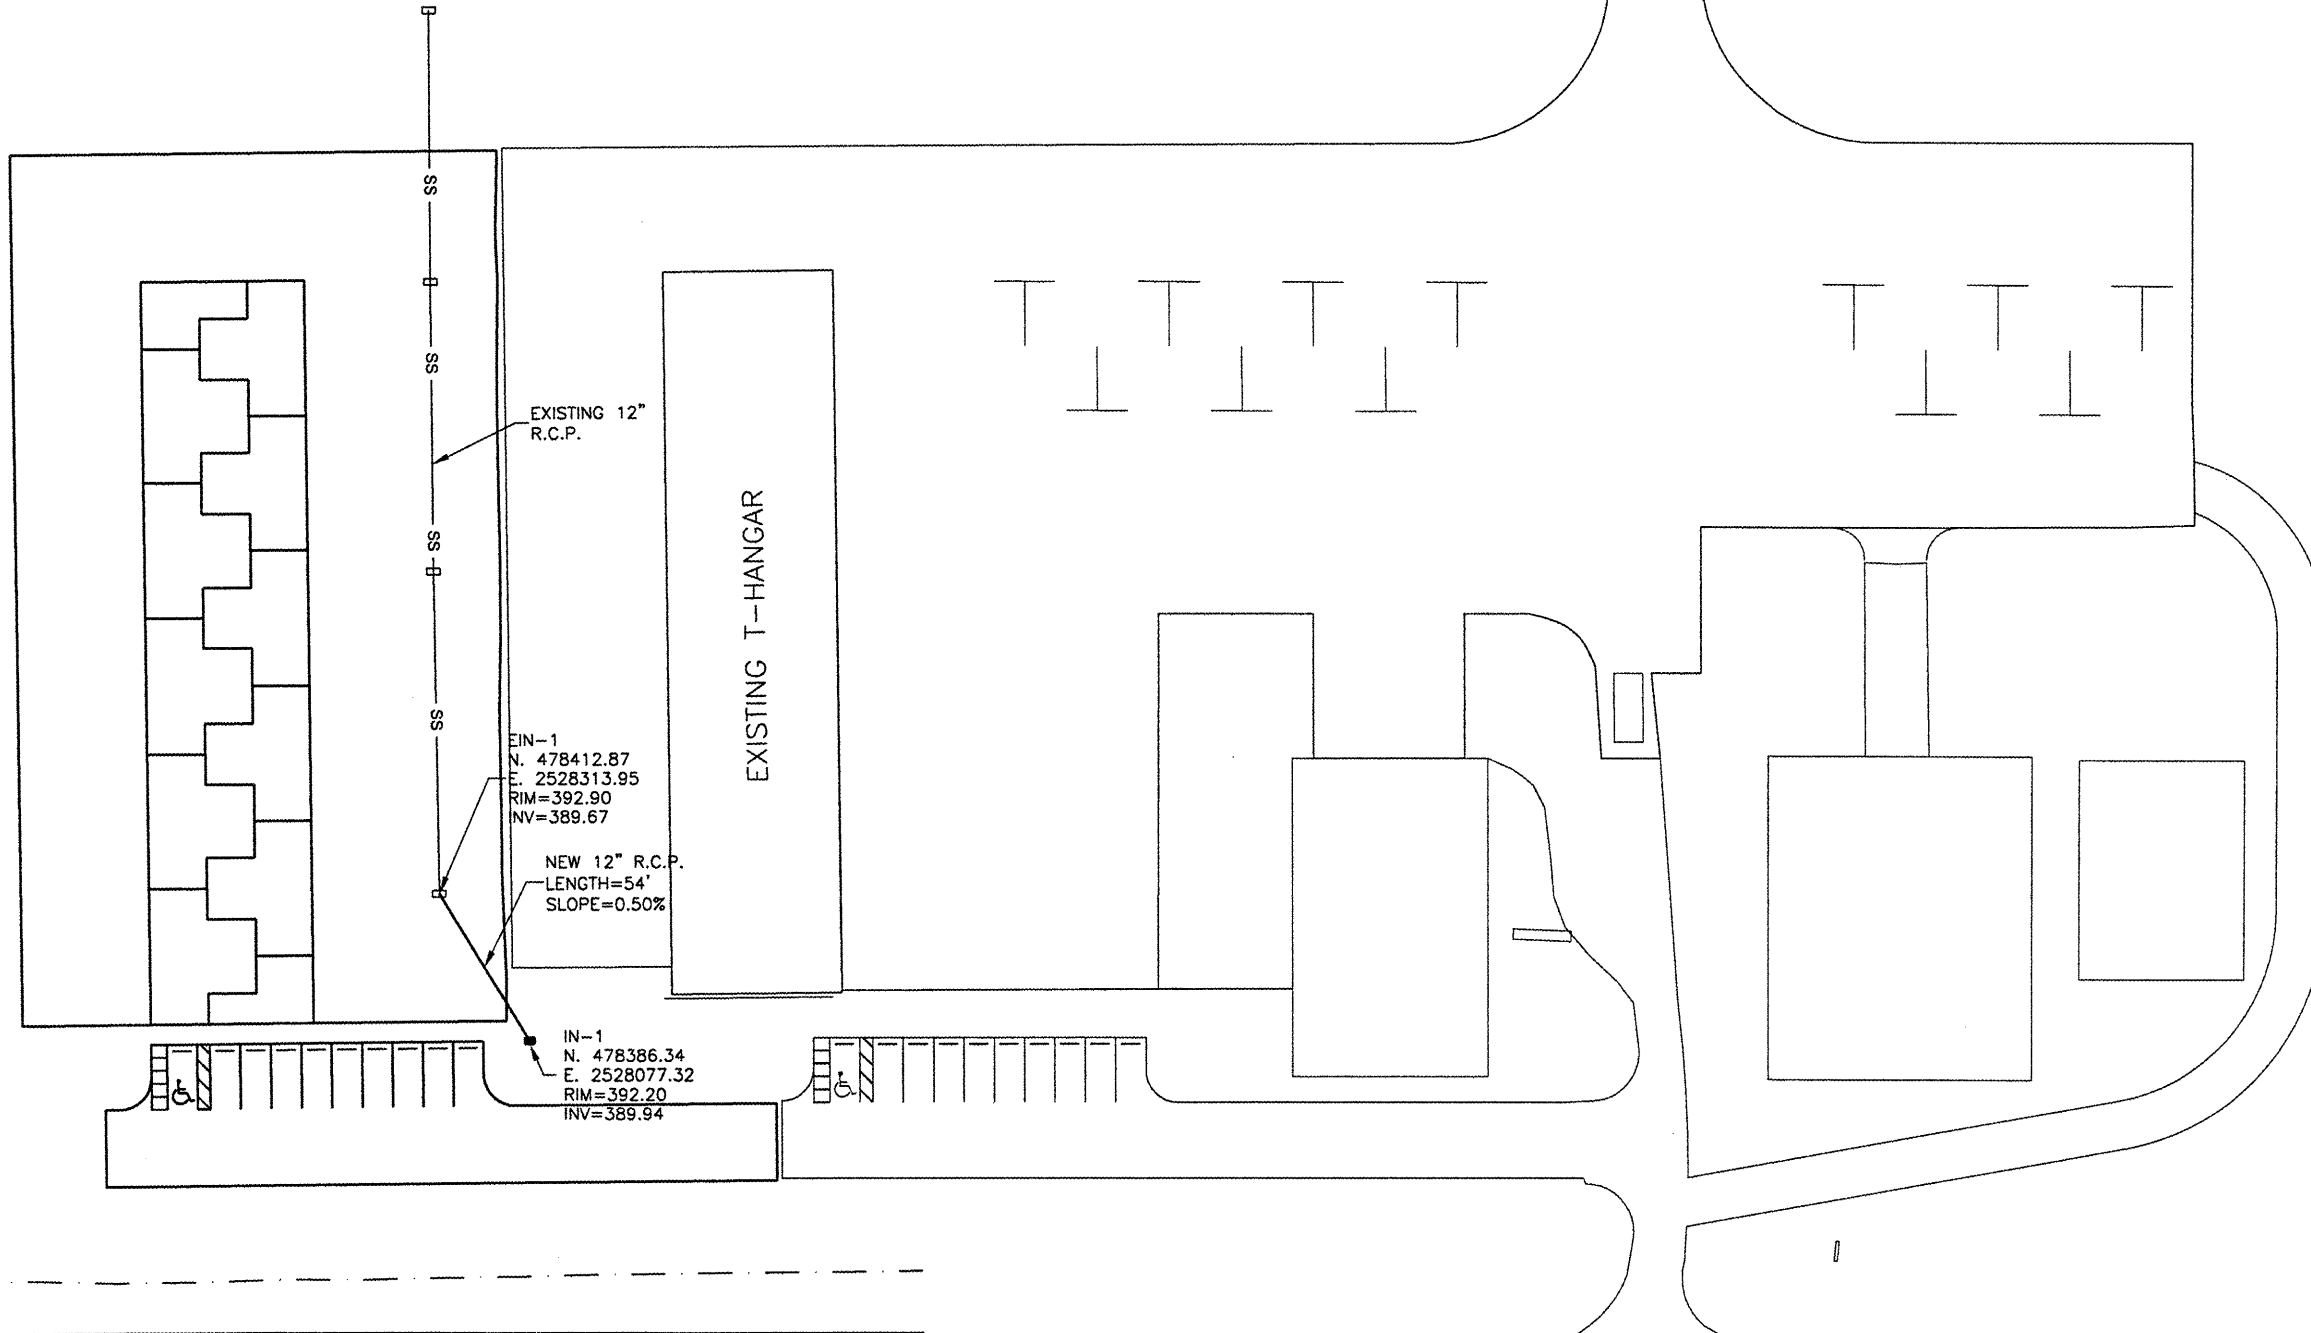 SS
SS
EXISTING 12"
R.C.P.
SS
EXISTING T-HANGAR
SS
EIN-1
N. 478412.87
E. 2528313.95
RIM=392.90
INV=389.67
NEW 12" R.C.P.
LENGTH=54'
SLOPE=0.50%
IN-1
N. 478386.34
E. 2528077.32
RIM=392.20
INV=389.94